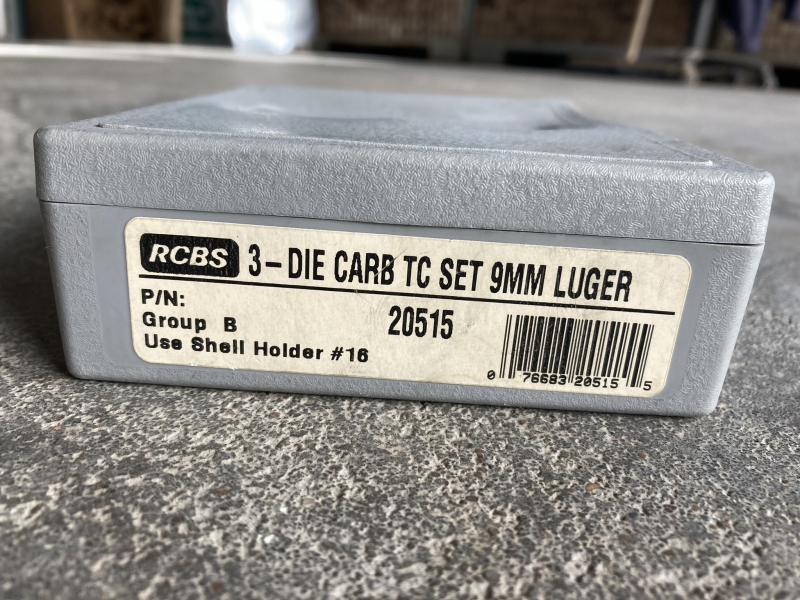 RCBS 3-DIE CARB TC SET 9MM LUGER
P/N: 20515
Group B
Use Shell Holder #16
0 76683 20515 5